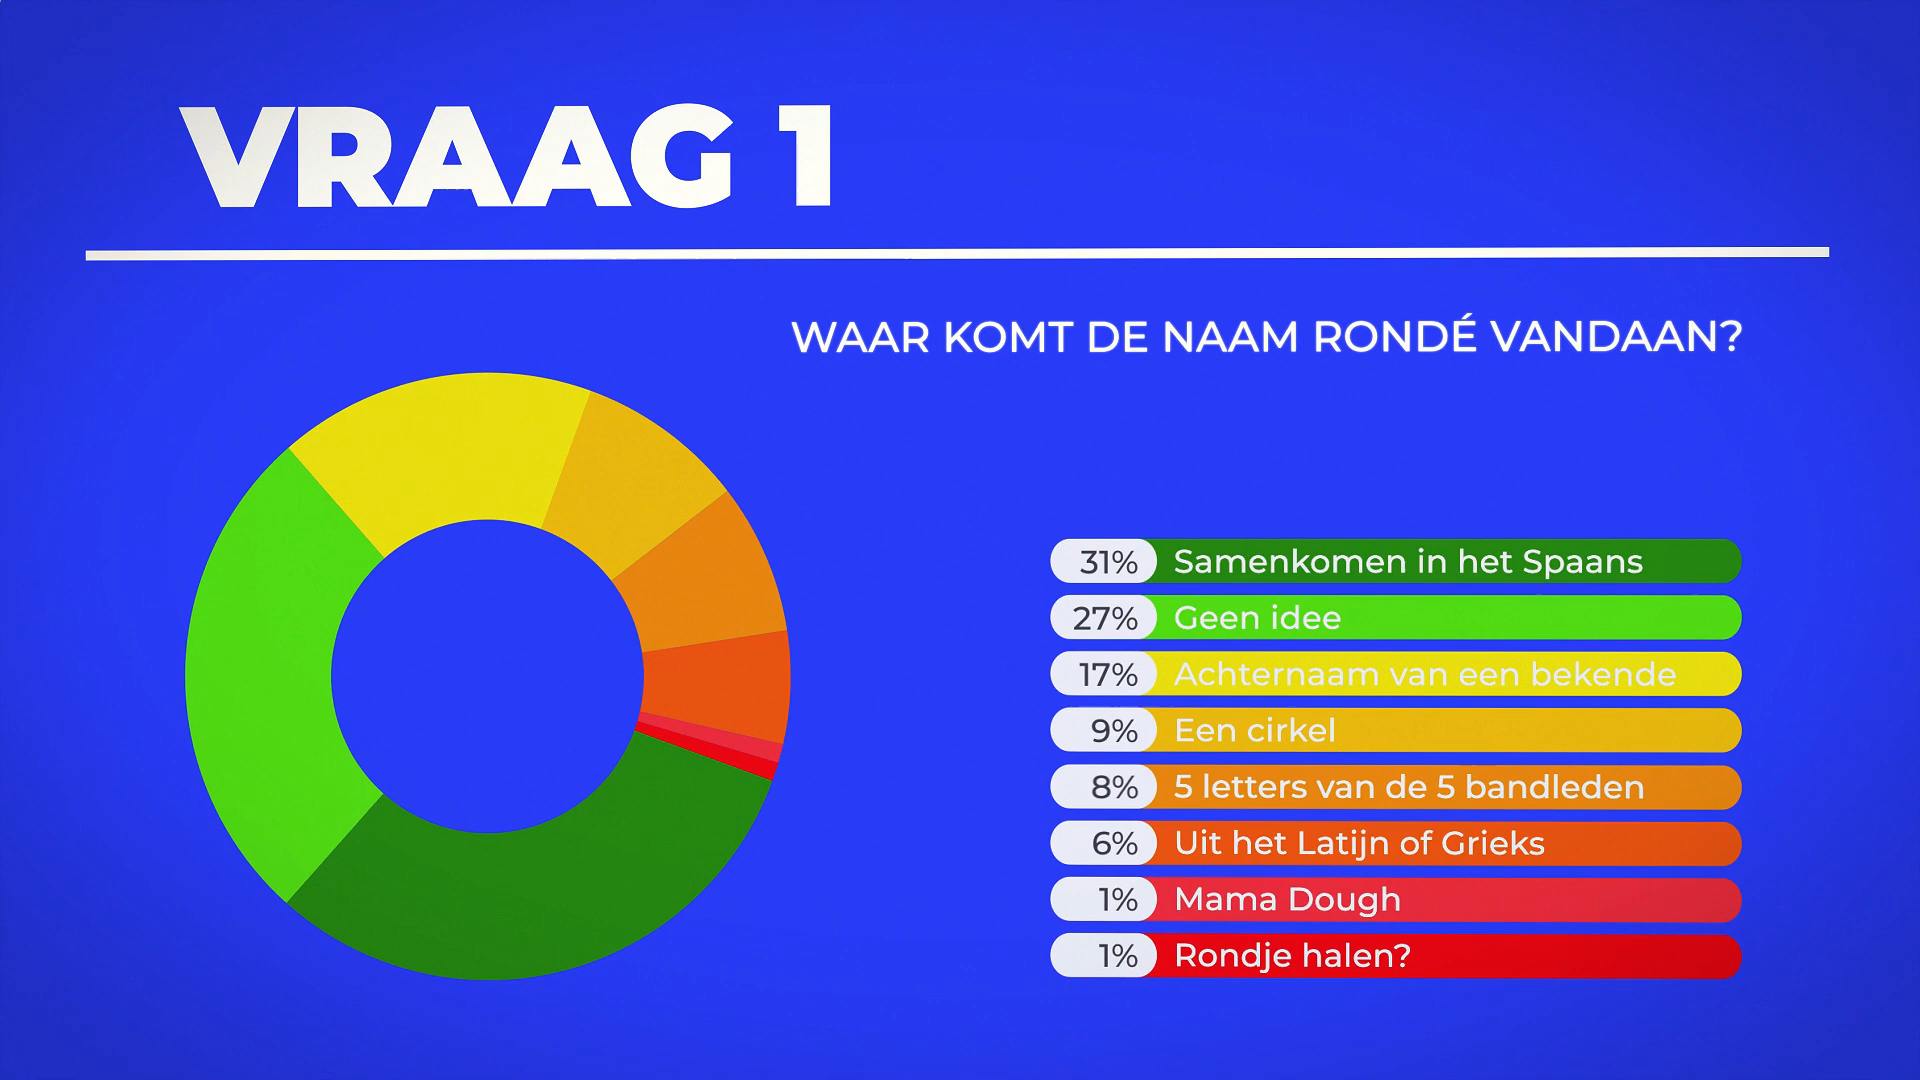 VRAAG 1
WAAR KOMT DE NAAM RONDÉ VANDAAN?
31% Samenkomen in het Spaans
27% Geen idee
17% Achternaam van een bekende
9% Een cirkel
8% 5 letters van de 5 bandleden
6% Uit het Latijn of Grieks
1% Mama Dough
1% Rondje halen?